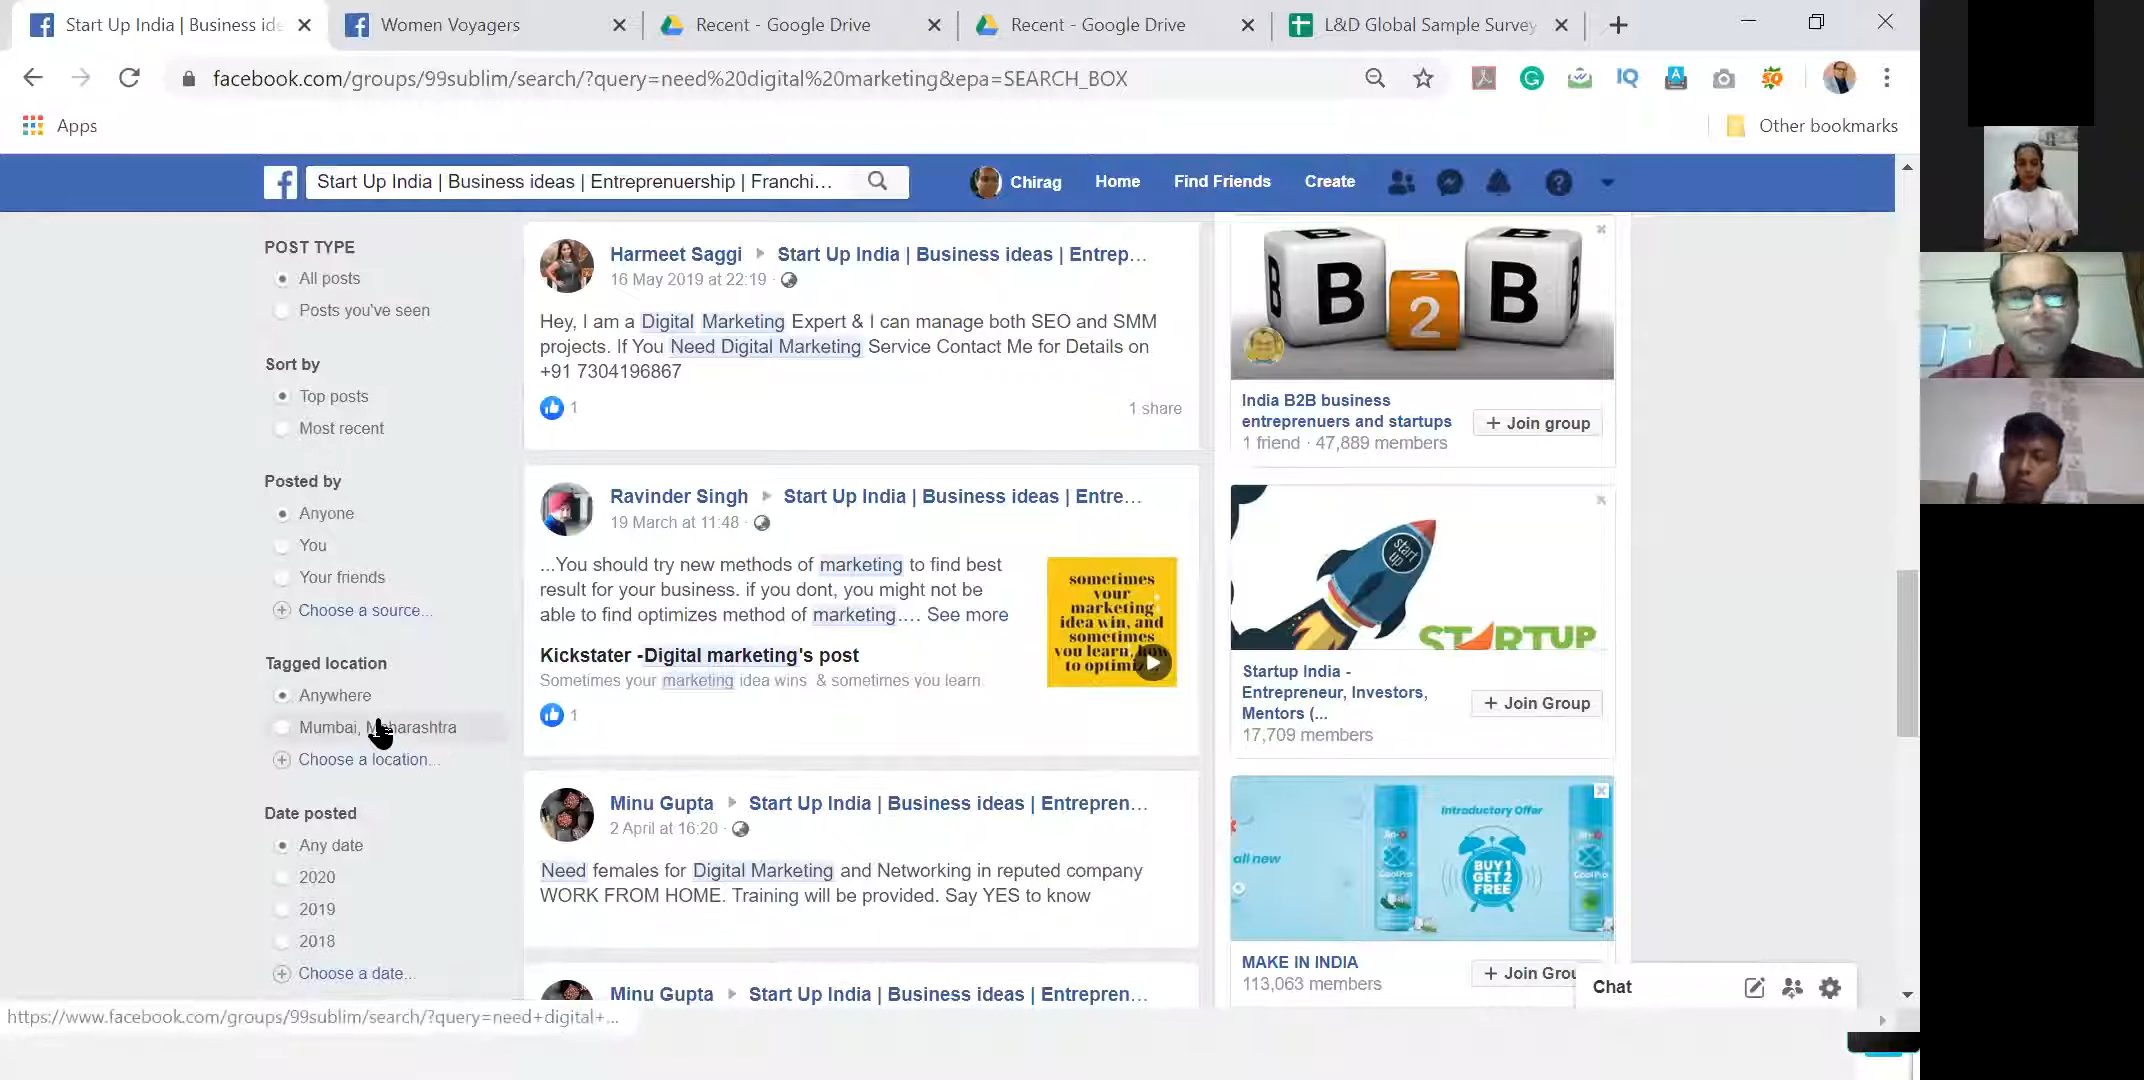 Start Up India | Business ide
Women Voyagers
Recent - Google Drive
Recent - Google Drive
L&D Global Sample Survey
facebook.com/groups/99sublim/search/?query=need%20digital%20marketing&epa=SEARCH_BOX
IQ
A
Apps
Other bookmarks
Start Up India | Business ideas | Entreprenuership | Franchi...
Chirag
Home
Find Friends
Create
POST TYPE
All posts
Posts you've seen
Sort by
Top posts
Most recent
Posted by
Anyone
You
Your friends
Choose a source...
Tagged location
Anywhere
Mumbai, Maharashtra
Choose a location...
Date posted
Any date
2020
2019
2018
Choose a date...
Harmeet Saggi ▸ Start Up India | Business ideas | Entrep...
16 May 2019 at 22:19 ·
Hey, I am a Digital Marketing Expert & I can manage both SEO and SMM
projects. If You Need Digital Marketing Service Contact Me for Details on
+91 7304196867
1
1 share
Ravinder Singh ▸ Start Up India | Business ideas | Entre...
19 March at 11:48 ·
...You should try new methods of marketing to find best
result for your business. if you dont, you might not be
able to find optimizes method of marketing.... See more
Kickstater -Digital marketing's post
Sometimes your marketing idea wins & sometimes you learn.
sometimes
your
marketing
idea win, and
sometimes
you learn, how
to optimiz
1
Minu Gupta ▸ Start Up India | Business ideas | Entrepren...
2 April at 16:20 ·
Need females for Digital Marketing and Networking in reputed company
WORK FROM HOME. Training will be provided. Say YES to know
Minu Gupta ▸ Start Up India | Business ideas | Entrepren...
B 2 B
India B2B business
entreprenuers and startups
1 friend · 47,889 members
+ Join group
start up
STARTUP
Startup India -
Entrepreneur, Investors,
Mentors (...
17,709 members
+ Join Group
Introductory Offer
all new
BUY 1
GET 2
FREE
CoolPro
MAKE IN INDIA
113,063 members
+ Join Grou
Chat
https://www.facebook.com/groups/99sublim/search/?query=need+digital+...